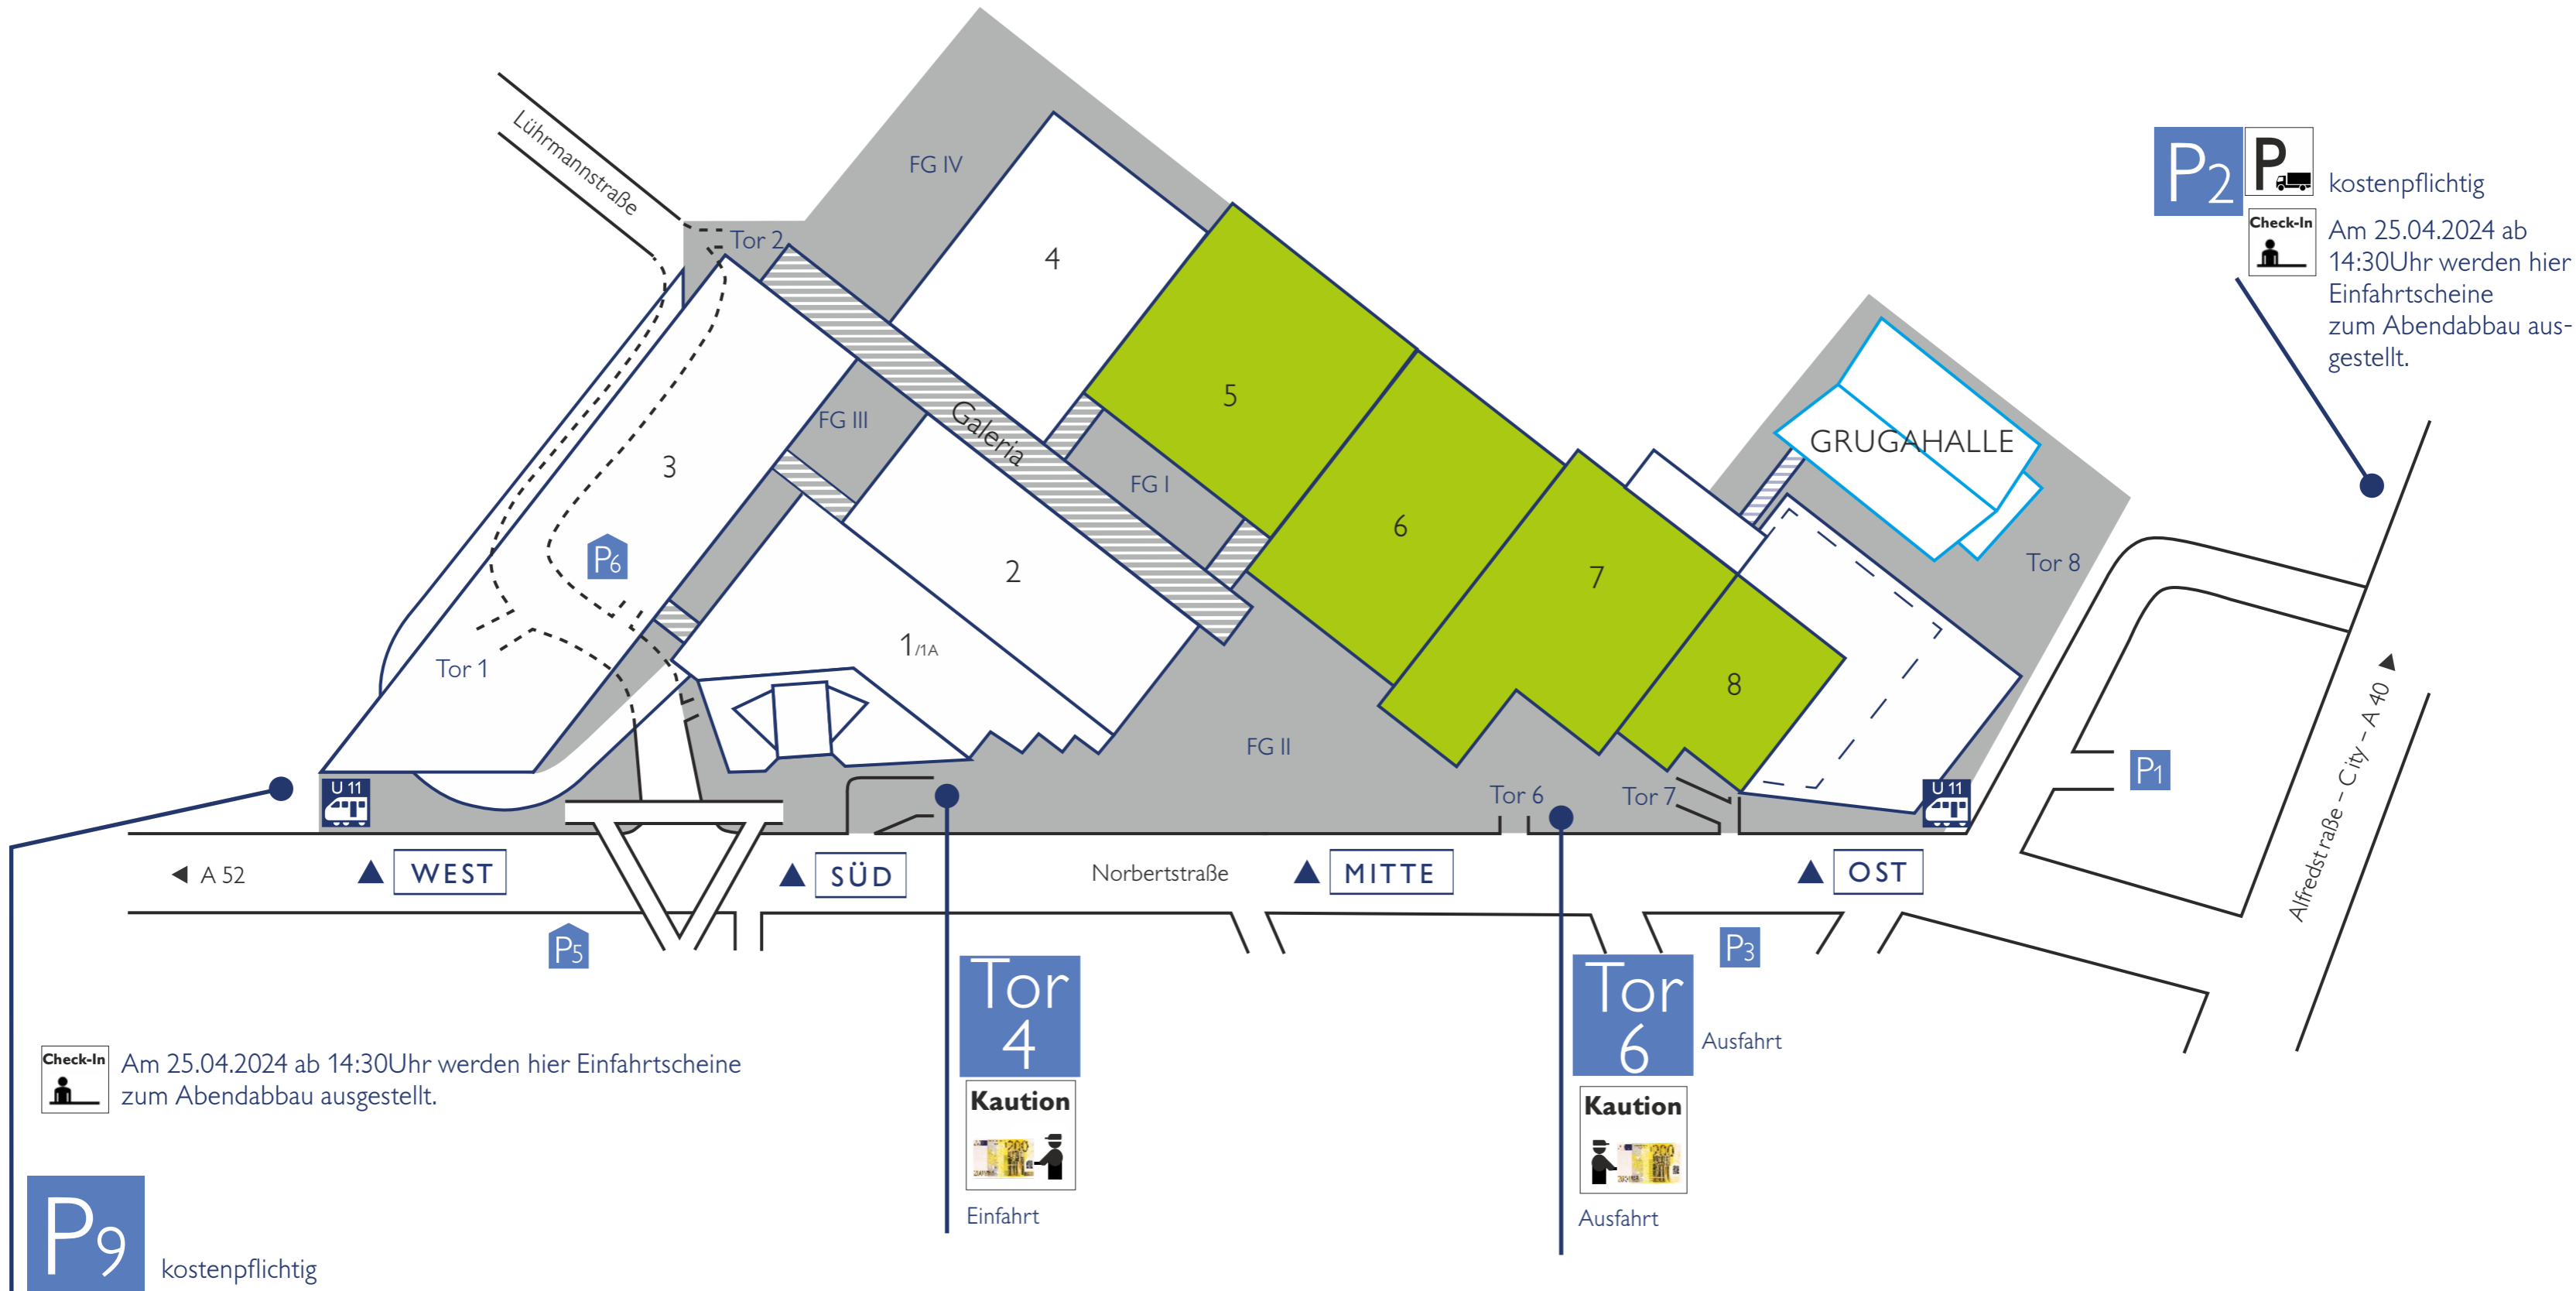 Lührmannstraße
FG IV
Tor 2
4
P2
P
kostenpflichtig
Check-In
Am 25.04.2024 ab
14:30Uhr werden hier
Einfahrtscheine
zum Abendabbau aus-
gestellt.
3
FG III
Galeria
5
FG I
6
GRUGAHALLE
Tor 8
P6
2
7
1/1A
Tor 1
8
FG II
P1
Alfredstraße – City – A 40
U 11
Tor 6
Tor 7
U 11
A 52
WEST
SÜD
Norbertstraße
MITTE
OST
P5
P3
Tor
4
Kaution
200
Einfahrt
Tor
6
Ausfahrt
Kaution
200
Ausfahrt
Check-In
Am 25.04.2024 ab 14:30Uhr werden hier Einfahrtscheine
zum Abendabbau ausgestellt.
P9
kostenpflichtig